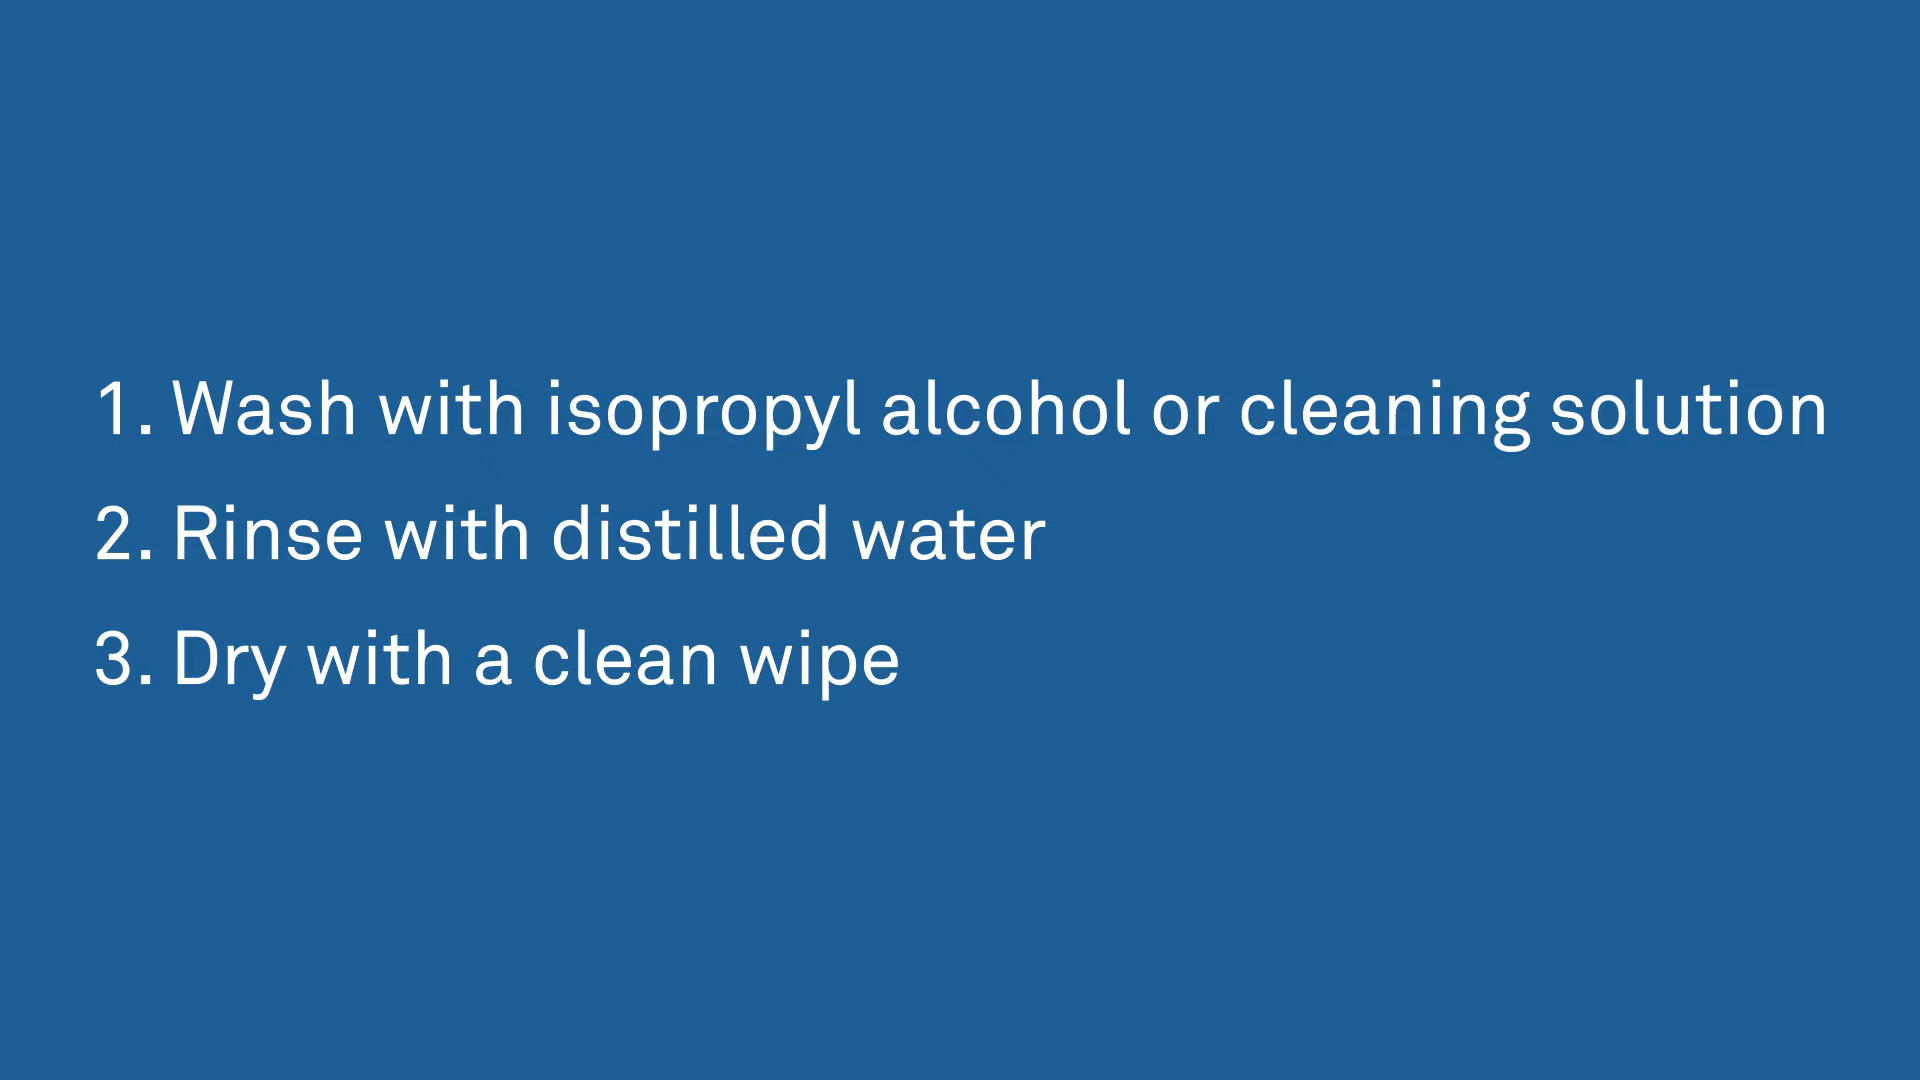 1. Wash with isopropyl alcohol or cleaning solution
2. Rinse with distilled water
3. Dry with a clean wipe